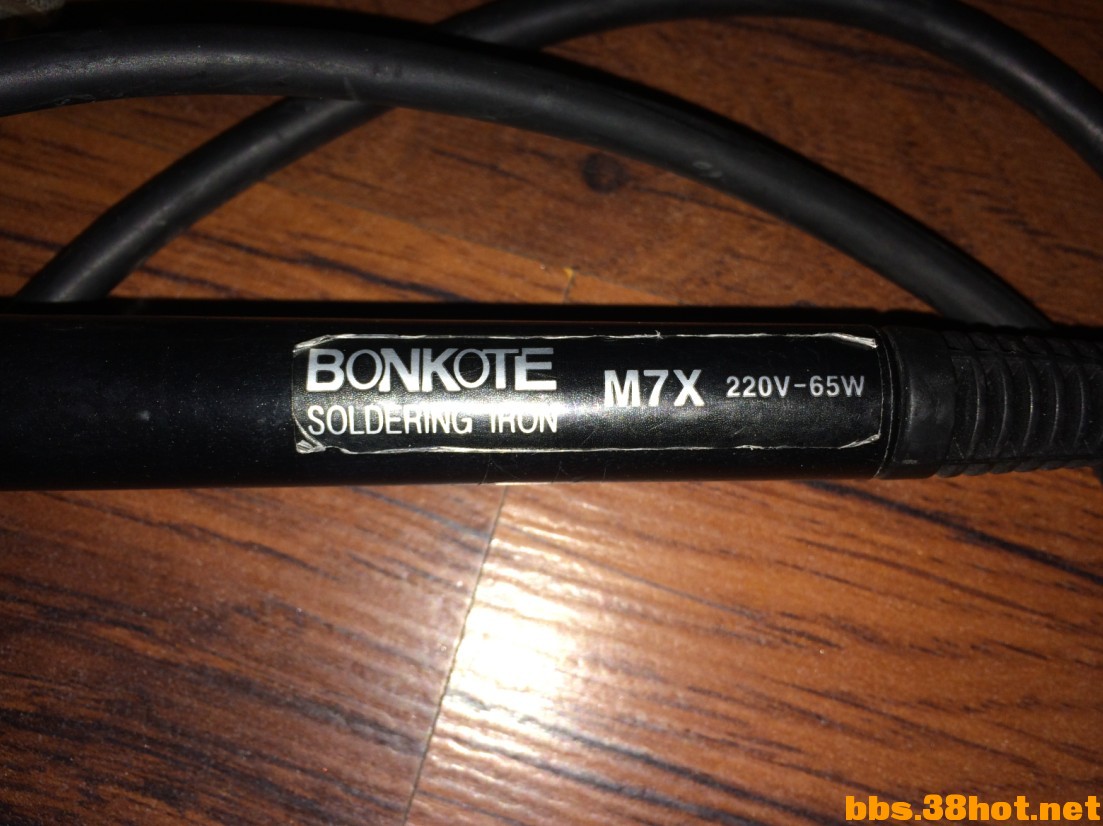 BONKOTE
SOLDERING IRON
M7X 220V-65W
bbs.38hot.net